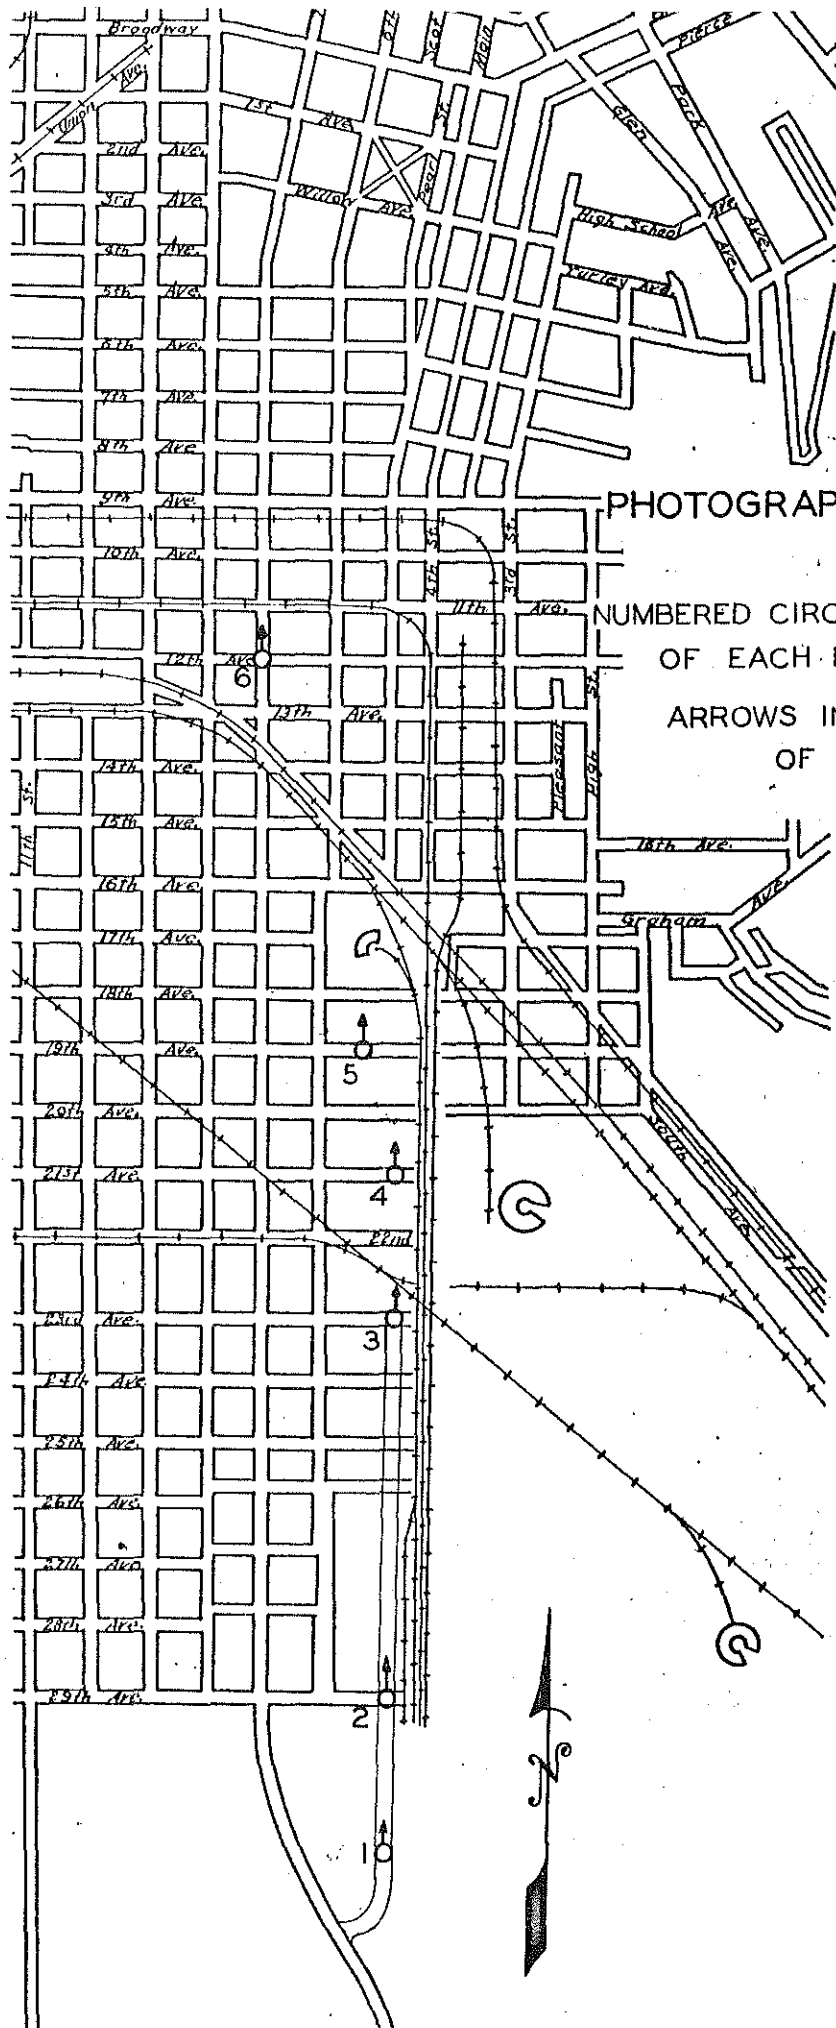 Broadway
Union Ave.
Scot
Main
Pierce
Park Ave.
Glen Ave.
1st Ave.
2nd Ave.
St.
Pear
3rd Ave.
Willow Ave.
High School Ave.
4th Ave.
Turley Ave.
5th Ave.
6th Ave.
7th Ave
8th Ave
9th Ave.
PHOTOGRAP
4th St.
3rd St.
10th Ave.
11th Ave.
NUMBERED CIRC
OF EACH
12th Ave
6
ARROWS IN
OF
13th Ave.
Pleasant
High St.
14th Ave.
11th St.
15th Ave.
18th Ave.
16th Ave
Graham Ave.
17th Ave.
18th Ave.
19th Ave.
5
20th Ave.
South Ave.
21st Ave.
4
22nd
23rd Ave.
3
24th Ave.
25th Ave.
26th Ave.
27th Ave
28th Ave.
29th Ave.
2
N
1